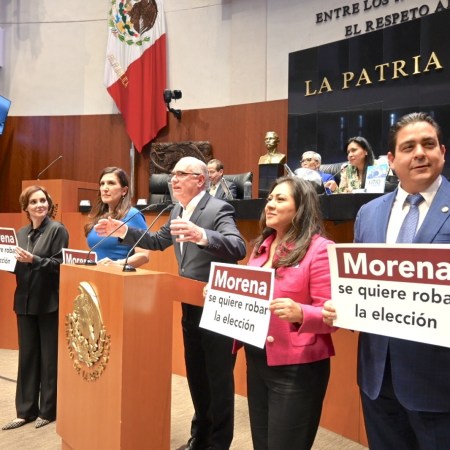 ENTRE LOS
EL RESPETO A
LA PATRIA
Morena
se quiere robar
la elección
Morena
se quiere robar
la elección